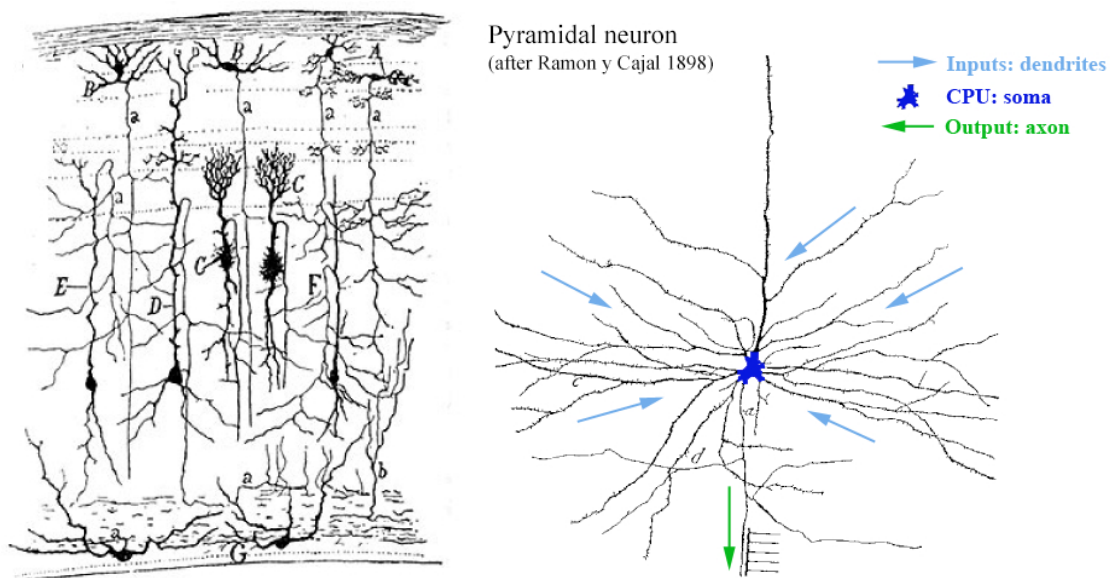 Pyramidal neuron
(after Ramon y Cajal 1898)
Inputs: dendrites
CPU: soma
Output: axon
A
B
B
a
a
a
a
a
C
C
E
D
F
b
a
a
G
c
a
d